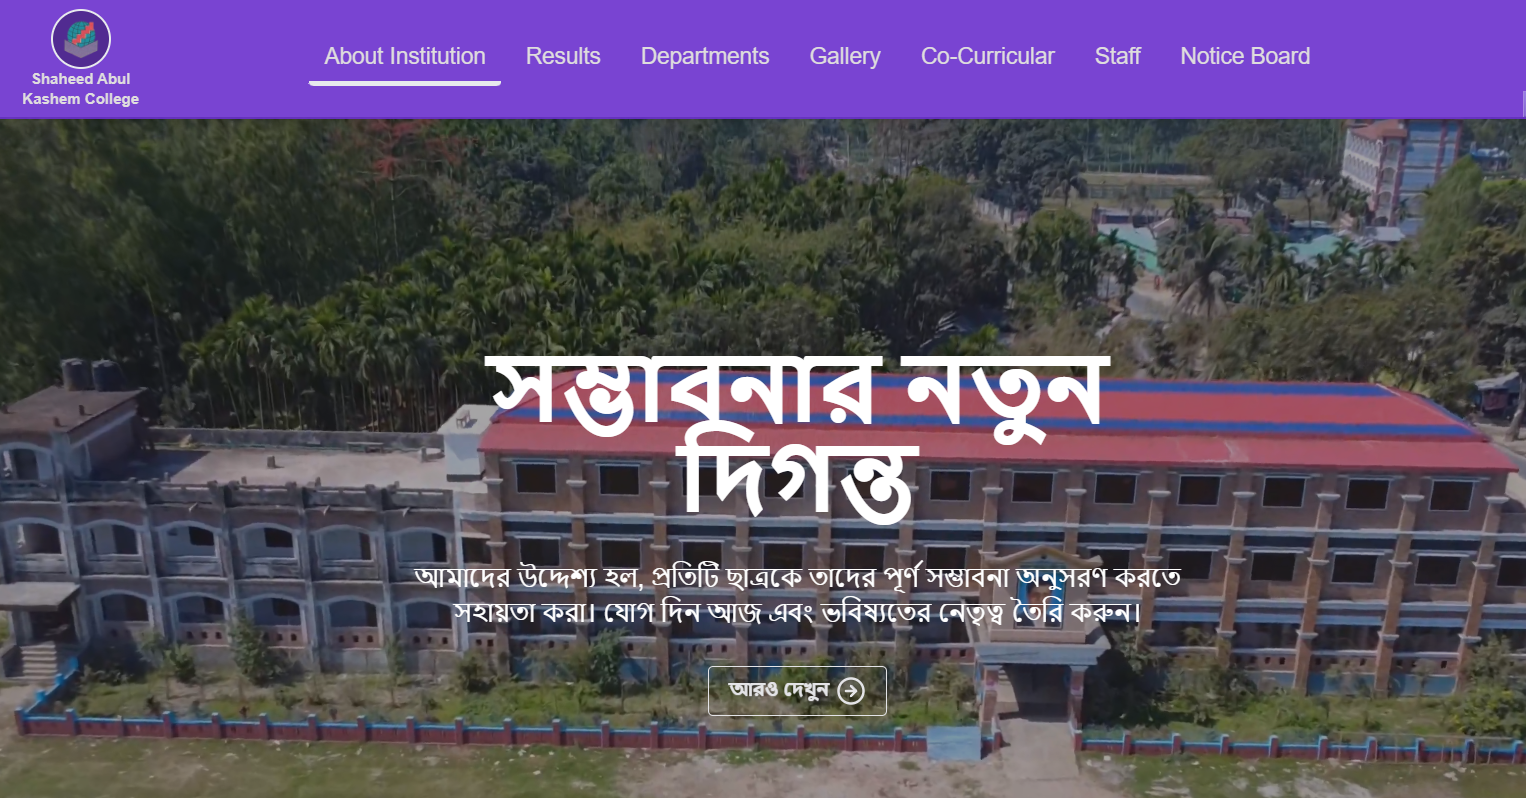 Shaheed Abul
Kashem College
About Institution Results Departments Gallery Co-Curricular Staff Notice Board
সম্ভাবনার নতুন
দিগন্ত
আমাদের উদ্দেশ্য হল, প্রতিটি ছাত্রকে তাদের পূর্ণ সম্ভাবনা অনুসরণ করতে
সহায়তা করা। যোগ দিন আজ এবং ভবিষ্যতের নেতৃত্ব তৈরি করুন।
আরও দেখুন